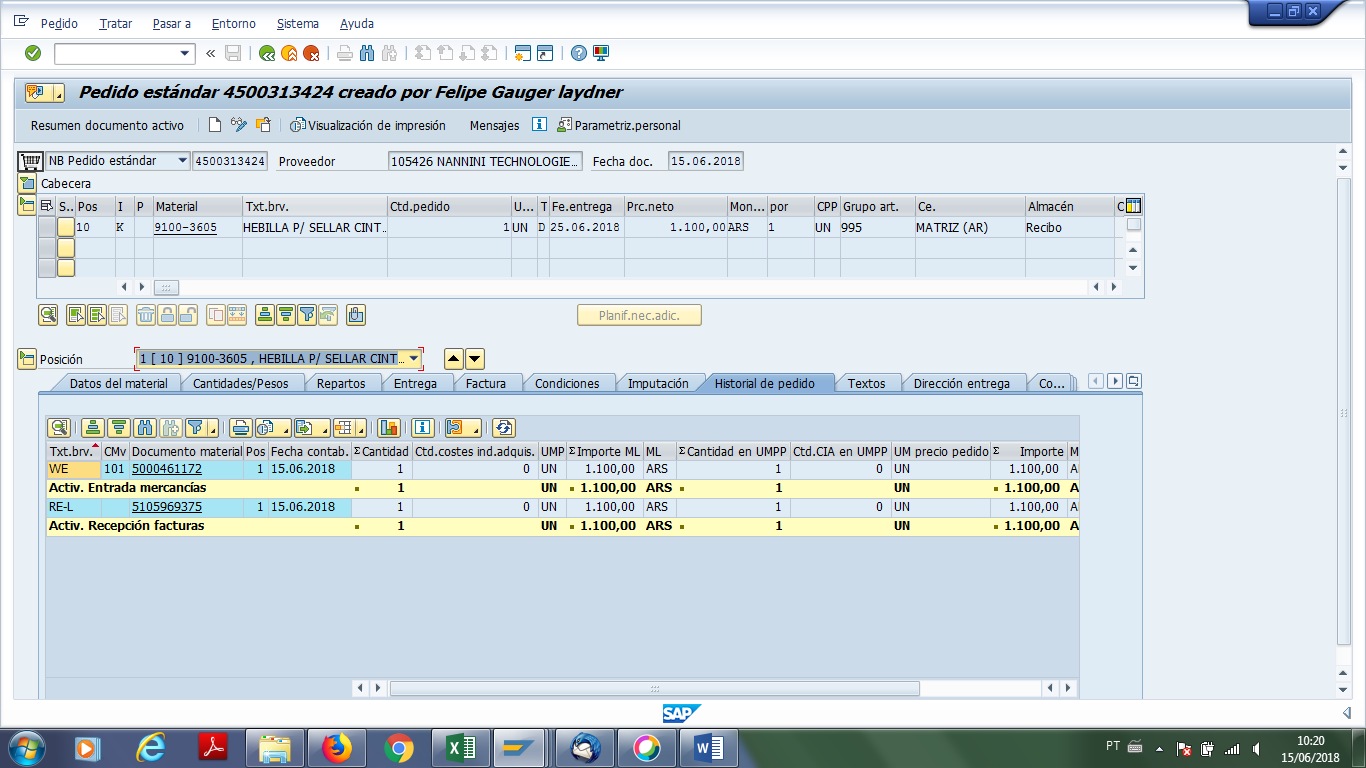 Pedido Tratar Pasar a Entorno Sistema Ayuda
Pedido estándar 4500313424 creado por Felipe Gauger laydner
Resumen documento activo Visualización de impresión Mensajes Parametriz.personal
NB Pedido estándar 4500313424 Proveedor 105426 NANNINI TECHNOLOGIE... Fecha doc. 15.06.2018
Cabecera
S.. Pos I P Material Txt.brv. Ctd.pedido U... T Fe.entrega Prc.neto Mon... por CPP Grupo art. Ce. Almacén C
10 K 9100-3605 HEBILLA P/ SELLAR CINT... 1 UN D 25.06.2018 1.100,00 ARS 1 UN 995 MATRIZ (AR) Recibo
Planif.nec.adic.
Posición 1 [ 10 ] 9100-3605 , HEBILLA P/ SELLAR CINT...
Datos del material Cantidades/Pesos Repartos Entrega Factura Condiciones Imputación Historial de pedido Textos Dirección entrega Co...
Txt.brv. CMv Documento material Pos Fecha contab. Σ Cantidad Ctd.costes ind.adquis. UMP Σ Importe ML ML Σ Cantidad en UMPP Ctd.CIA en UMPP UM precio pedido Σ Importe M
WE 101 5000461172 1 15.06.2018 1 0 UN 1.100,00 ARS 1 0 UN 1.100,00 A
Activ. Entrada mercancías 1 UN 1.100,00 ARS 1 UN 1.100,00 A
RE-L 5105969375 1 15.06.2018 1 0 UN 1.100,00 ARS 1 0 UN 1.100,00 A
Activ. Recepción facturas 1 UN 1.100,00 ARS 1 UN 1.100,00 A
SAP
PT 10:20
15/06/2018